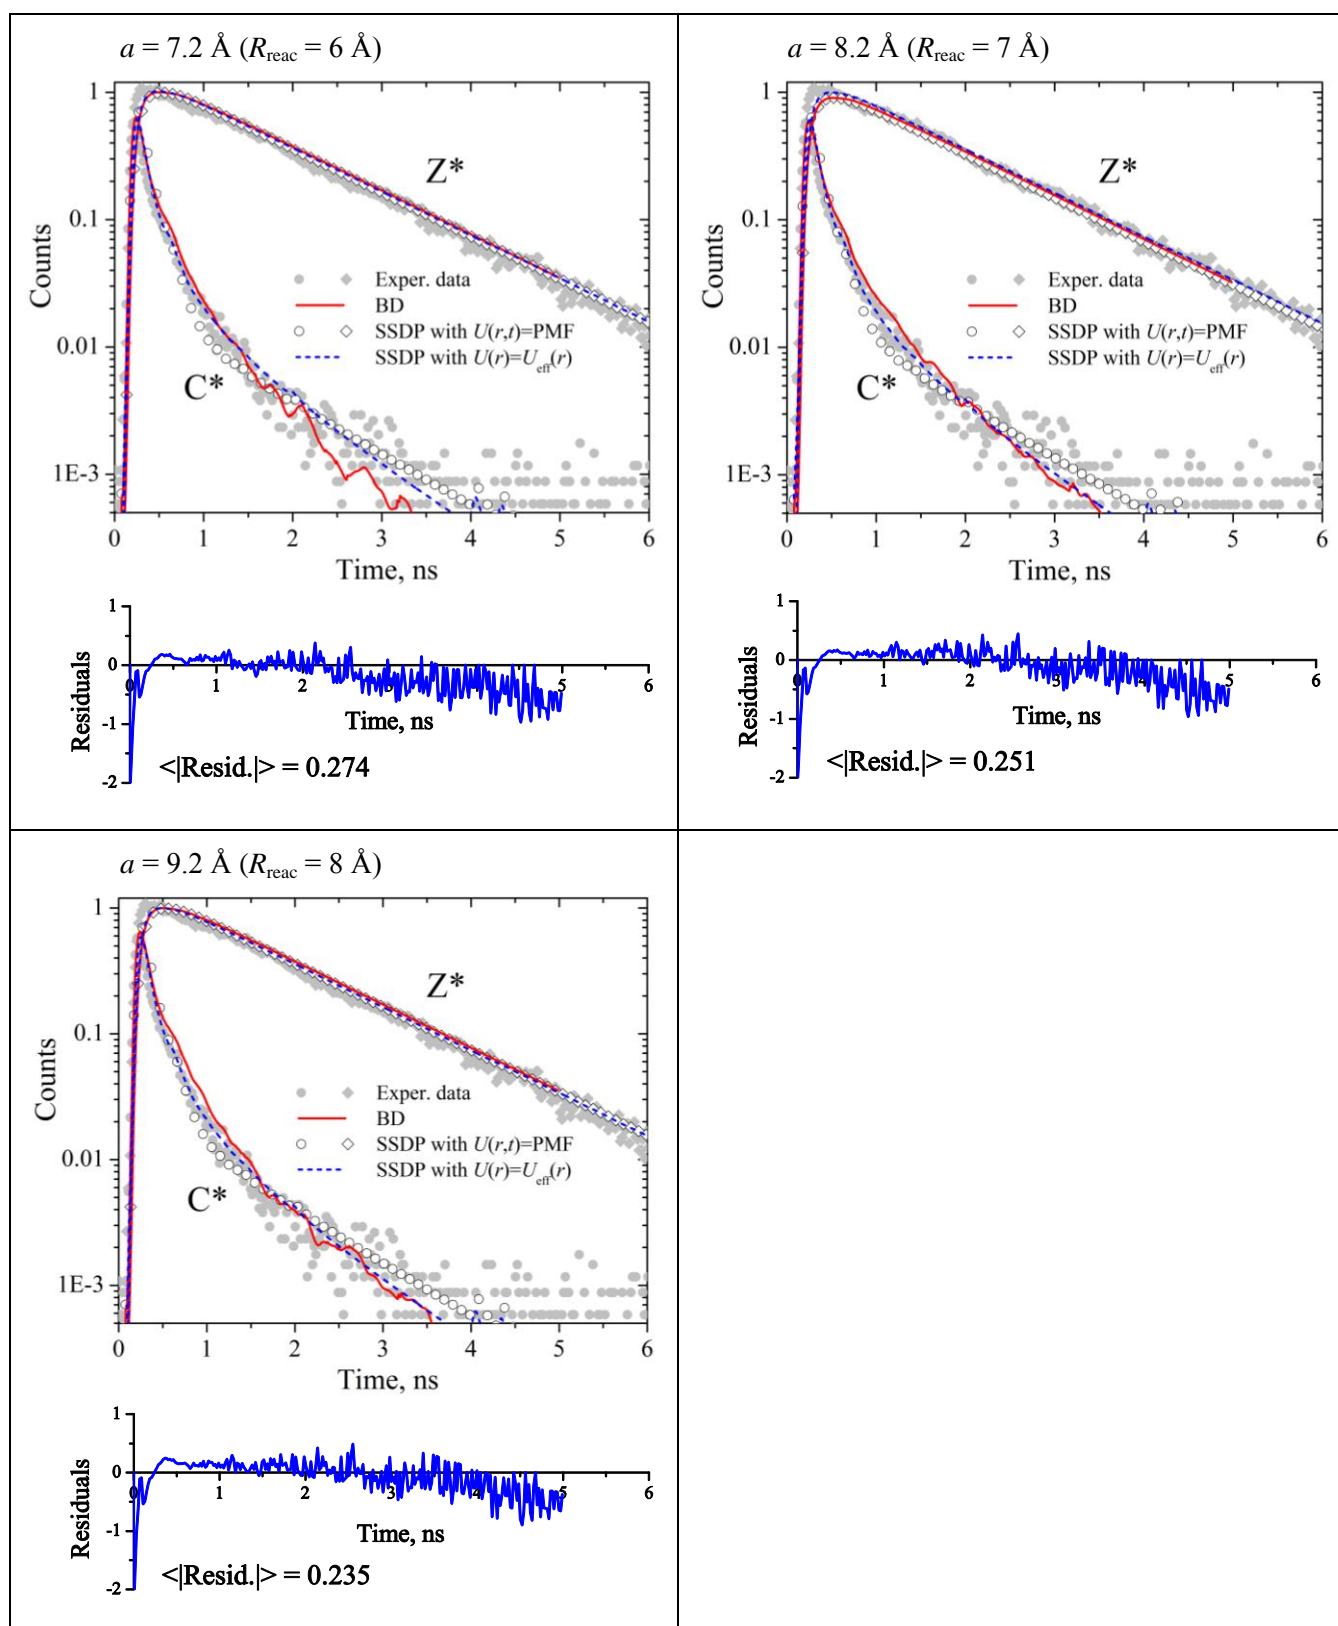 a = 7.2 Å (Rreac = 6 Å)
1
0.1
0.01
1E-3
Counts
Z*
C*
Exper. data
BD
SSDP with U(r,t)=PMF
SSDP with U(r)=Ueff(r)
0 1 2 3 4 5 6
Time, ns
1
0
-1
-2
Residuals
0 1 2 3 4 5 6
Time, ns
<|Resid.|> = 0.274
a = 8.2 Å (Rreac = 7 Å)
1
0.1
0.01
1E-3
Counts
Z*
C*
Exper. data
BD
SSDP with U(r,t)=PMF
SSDP with U(r)=Ueff(r)
0 1 2 3 4 5 6
Time, ns
1
0
-1
-2
Residuals
0 1 2 3 4 5 6
Time, ns
<|Resid.|> = 0.251
a = 9.2 Å (Rreac = 8 Å)
1
0.1
0.01
1E-3
Counts
Z*
C*
Exper. data
BD
SSDP with U(r,t)=PMF
SSDP with U(r)=Ueff(r)
0 1 2 3 4 5 6
Time, ns
1
0
-1
-2
Residuals
0 1 2 3 4 5 6
Time, ns
<|Resid.|> = 0.235